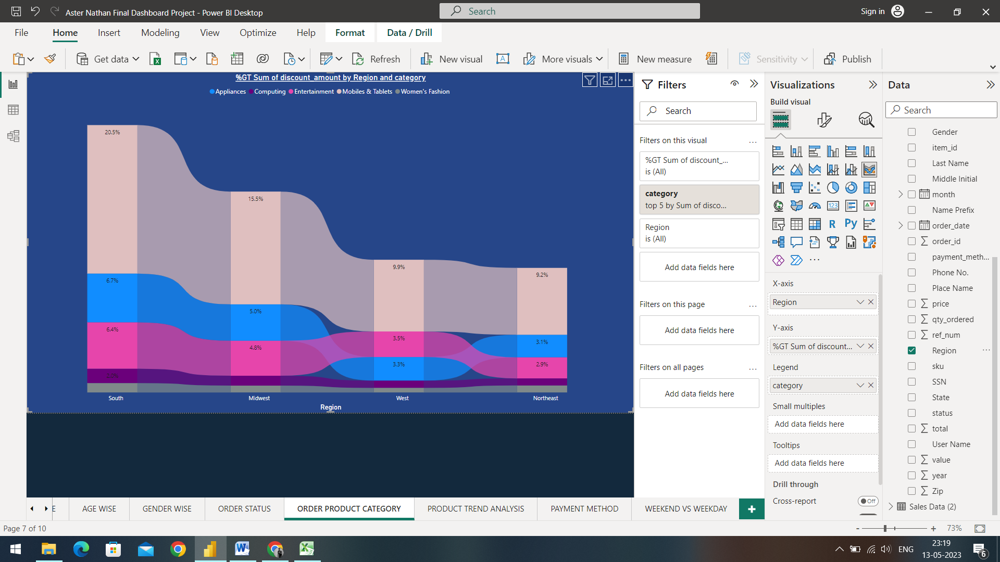 Aster Nathan Final Dashboard Project - Power BI Desktop
Search
Sign in
File
Home
Insert
Modeling
View
Optimize
Help
Format
Data / Drill
Get data
Refresh
New visual
A
More visuals
New measure
Sensitivity
Publish
%GT Sum of discount_amount by Region and category
Appliances Computing Entertainment Mobiles & Tablets Women's Fashion
20.5%
6.7%
6.4%
15.5%
5.0%
4.8%
9.9%
3.5%
3.3%
9.2%
3.1%
2.9%
South
Midwest
West
Northeast
Region
Filters
Search
Filters on this visual
...
%GT Sum of discount_...
is (All)
category
top 5 by Sum of disco...
Region
is (All)
Add data fields here
Filters on this page
...
Add data fields here
Filters on all pages
...
Add data fields here
Visualizations
Build visual
123
R
Py
...
X-axis
Region
Y-axis
%GT Sum of discount...
Legend
category
Small multiples
Add data fields here
Tooltips
Add data fields here
Drill through
Cross-report
Off
Data
Search
Gender
item_id
Last Name
Middle Initial
month
Name Prefix
order_date
order_id
payment_meth...
Phone No.
Place Name
price
qty_ordered
ref_num
Region
...
sku
SSN
State
status
total
User Name
value
year
Zip
Sales Data (2)
E
AGE WISE
GENDER WISE
ORDER STATUS
ORDER PRODUCT CATEGORY
PRODUCT TREND ANALYSIS
PAYMENT METHOD
WEEKEND VS WEEKDAY
+
Page 7 of 10
- + 73%
ENG
23:19
13-05-2023
6